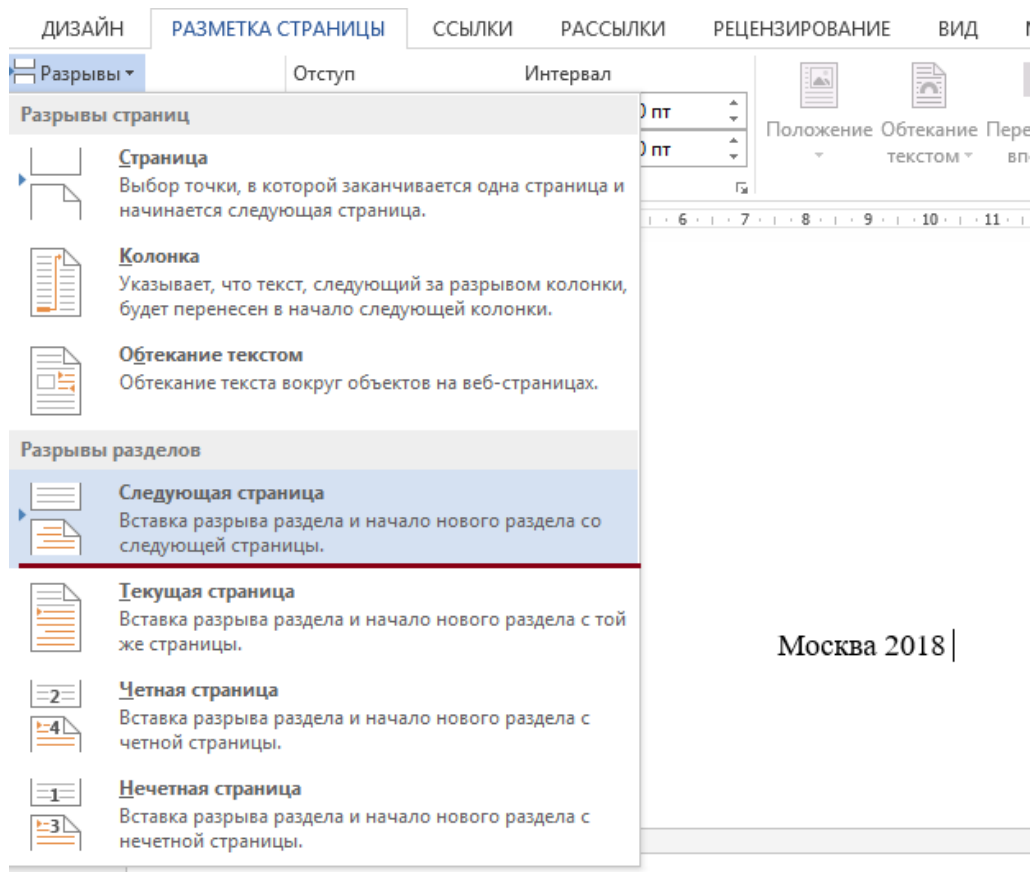 ДИЗАЙН РАЗМЕТКА СТРАНИЦЫ ССЫЛКИ РАССЫЛКИ РЕЦЕНЗИРОВАНИЕ ВИД
Разрывы Отступ Интервал
Разрывы страниц
пт
пт
Положение Обтекание
текстом
Страница
Выбор точки, в которой заканчивается одна страница и
начинается следующая страница.
6 7 8 9 10 11
Колонка
Указывает, что текст, следующий за разрывом колонки,
будет перенесен в начало следующей колонки.
Обтекание текстом
Обтекание текста вокруг объектов на веб-страницах.
Разрывы разделов
Следующая страница
Вставка разрыва раздела и начало нового раздела со
следующей страницы.
Текущая страница
Вставка разрыва раздела и начало нового раздела с той
же страницы.
Москва 2018
2
4
Четная страница
Вставка разрыва раздела и начало нового раздела с
четной страницы.
1
3
Нечетная страница
Вставка разрыва раздела и начало нового раздела с
нечетной страницы.